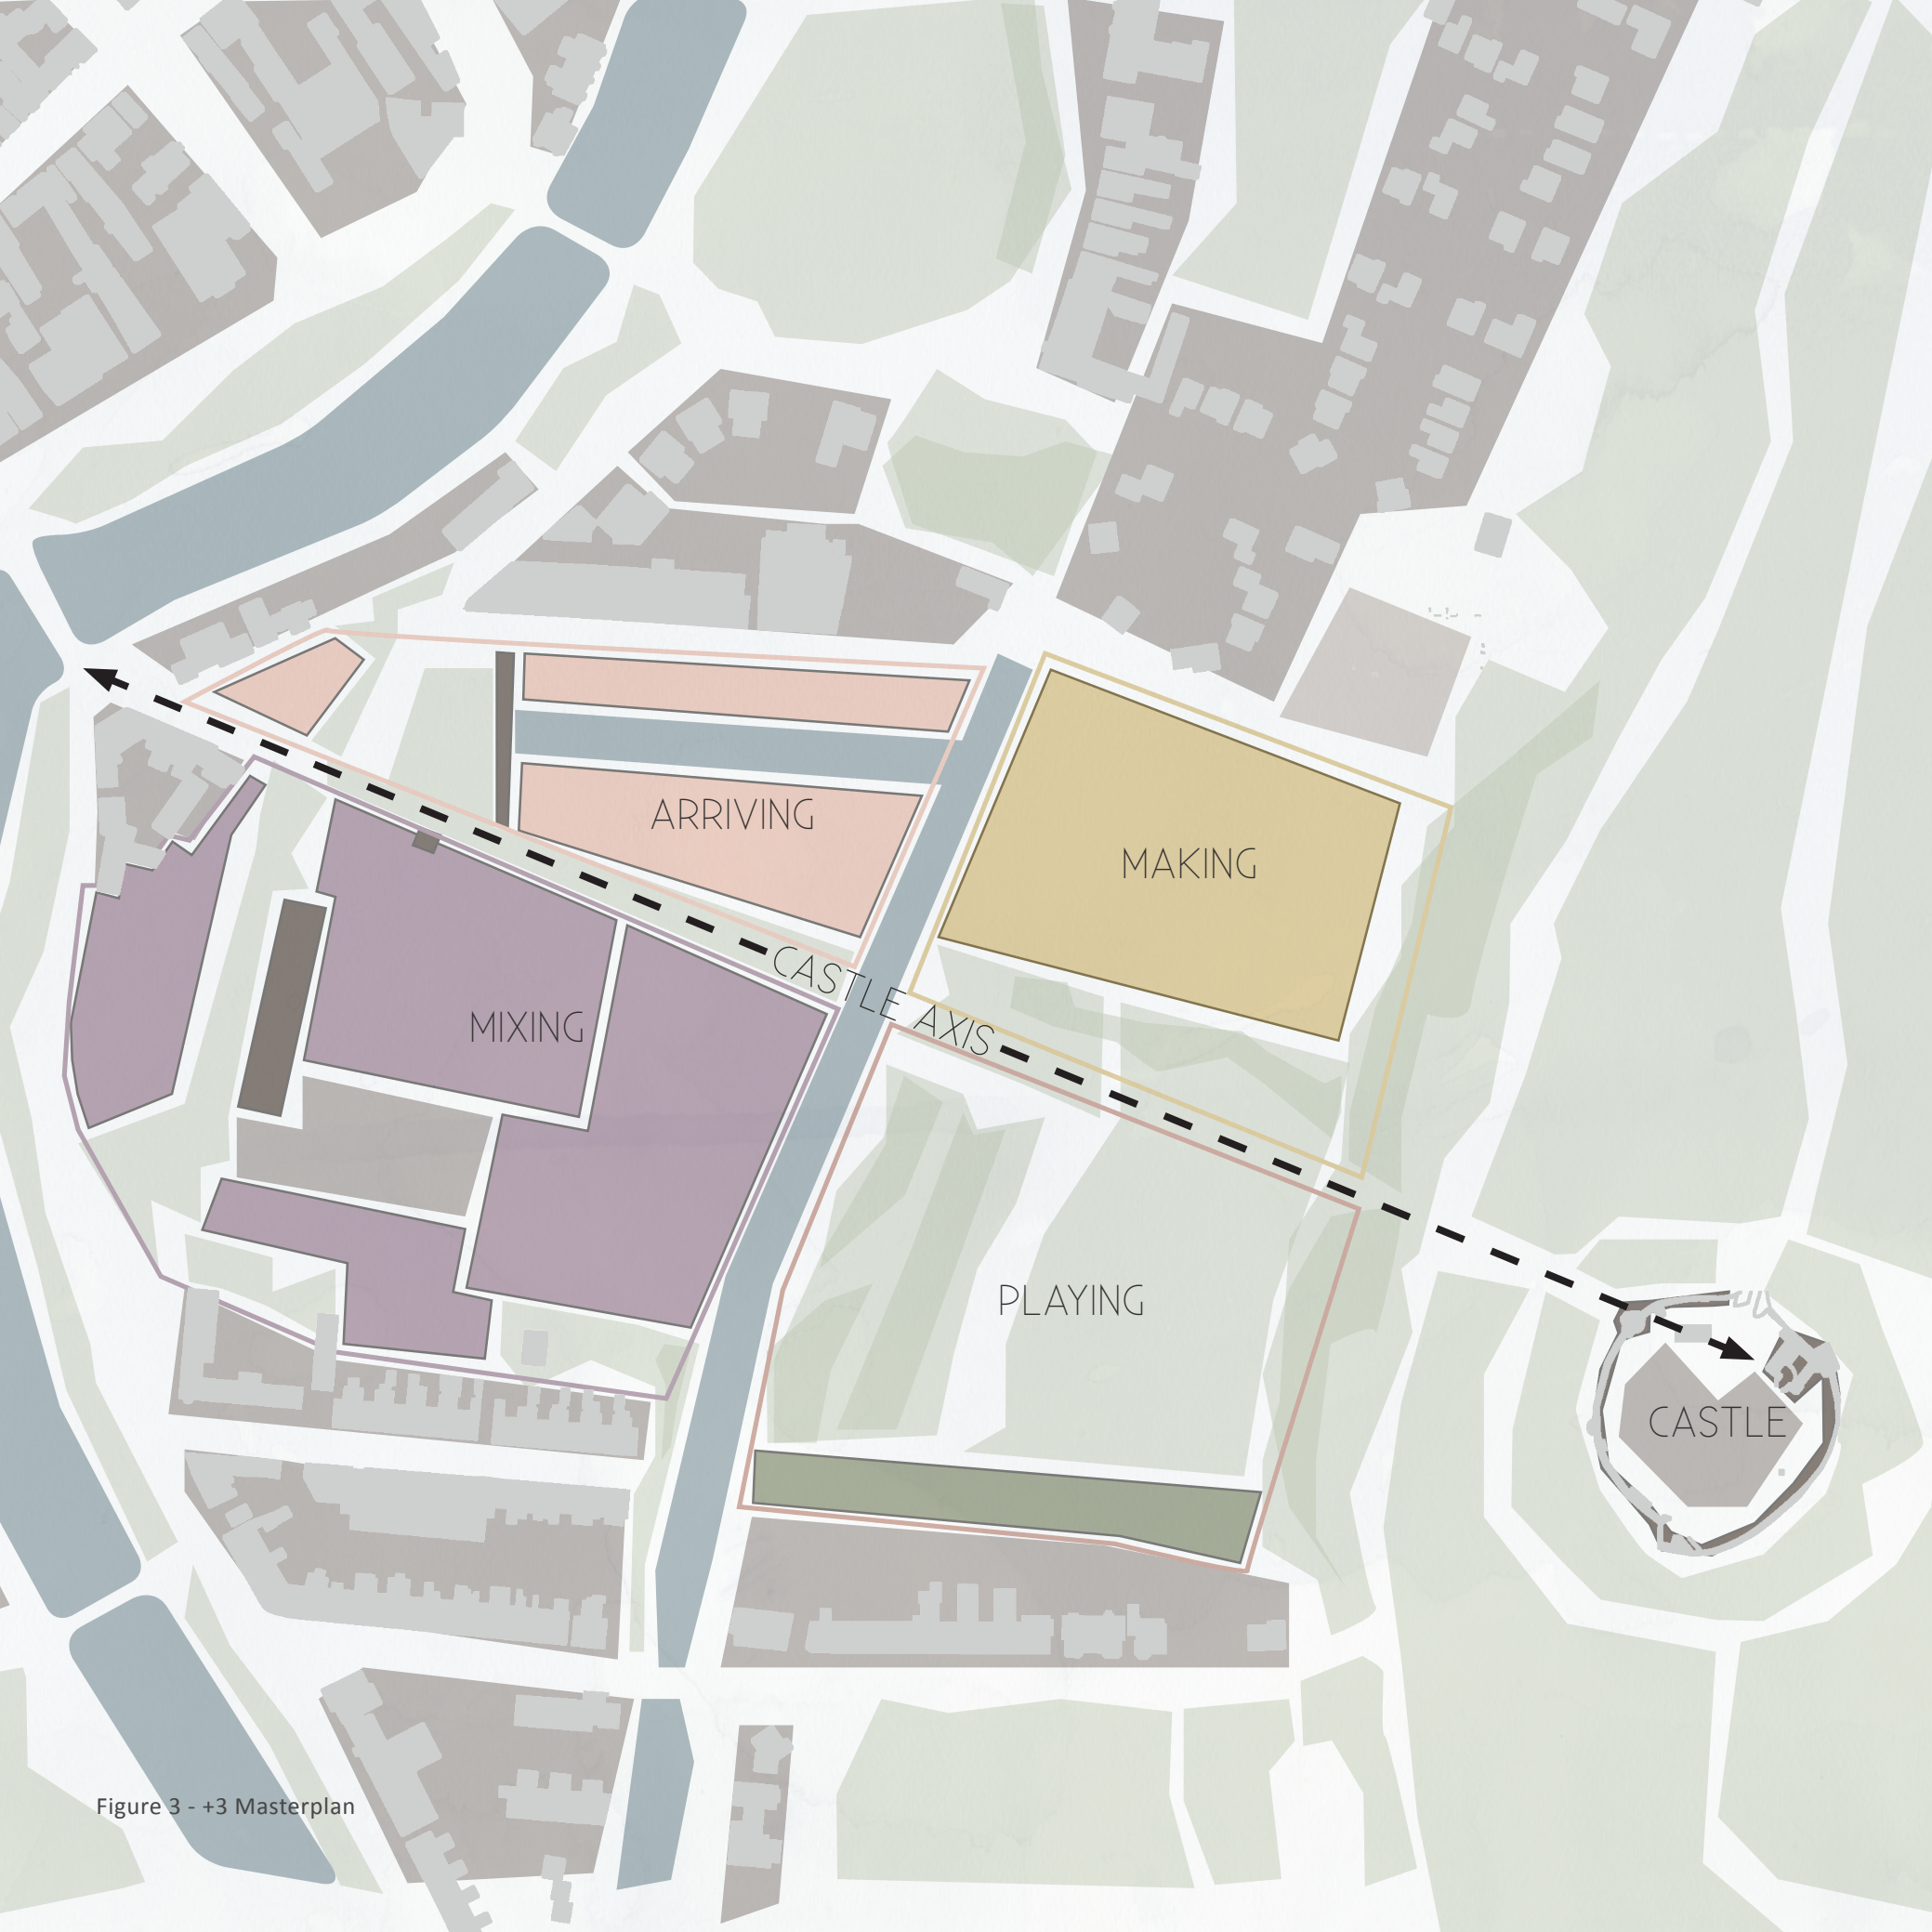 ARRIVING
MAKING
CASTLE AXIS
MIXING
PLAYING
CASTLE
Figure 3 - +3 Masterplan